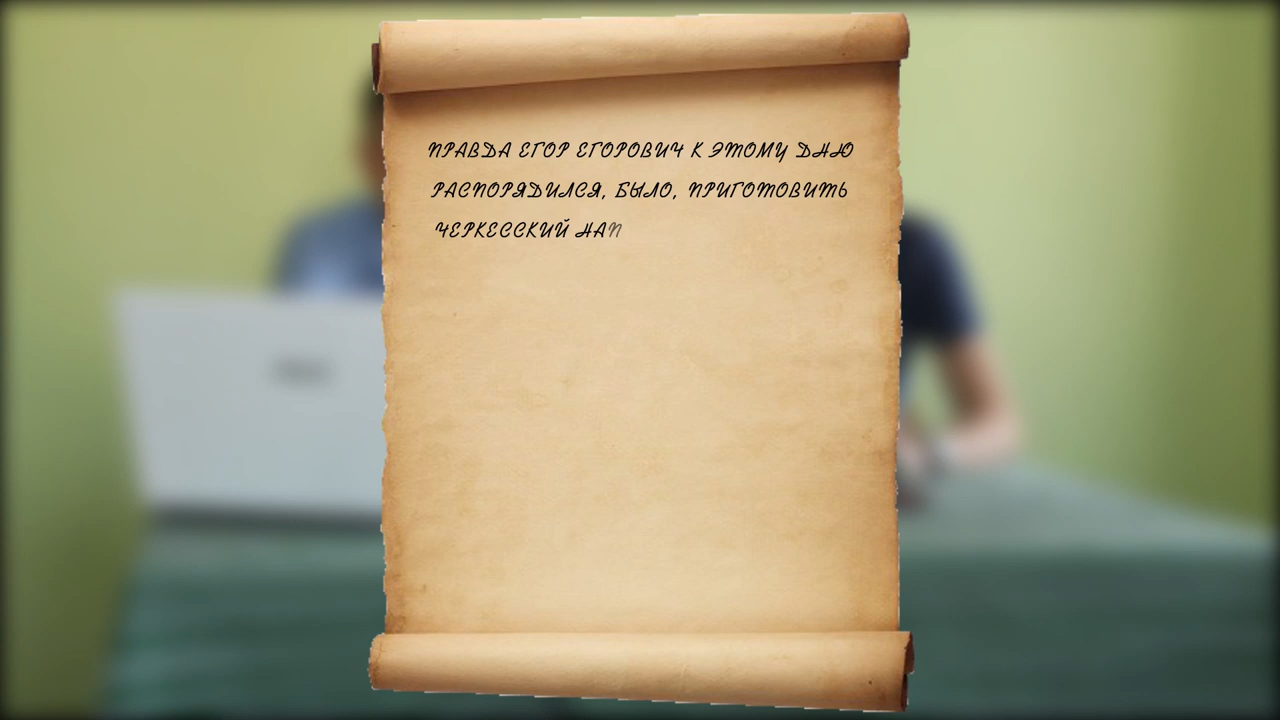 ПРАВДА ЕГОР ЕГОРОВИЧ К ЭТОМУ ДНЮ
РАСПОРЯДИЛСЯ, БЫЛО, ПРИГОТОВИТЬ
ЧЕРКЕССКИЙ НАП